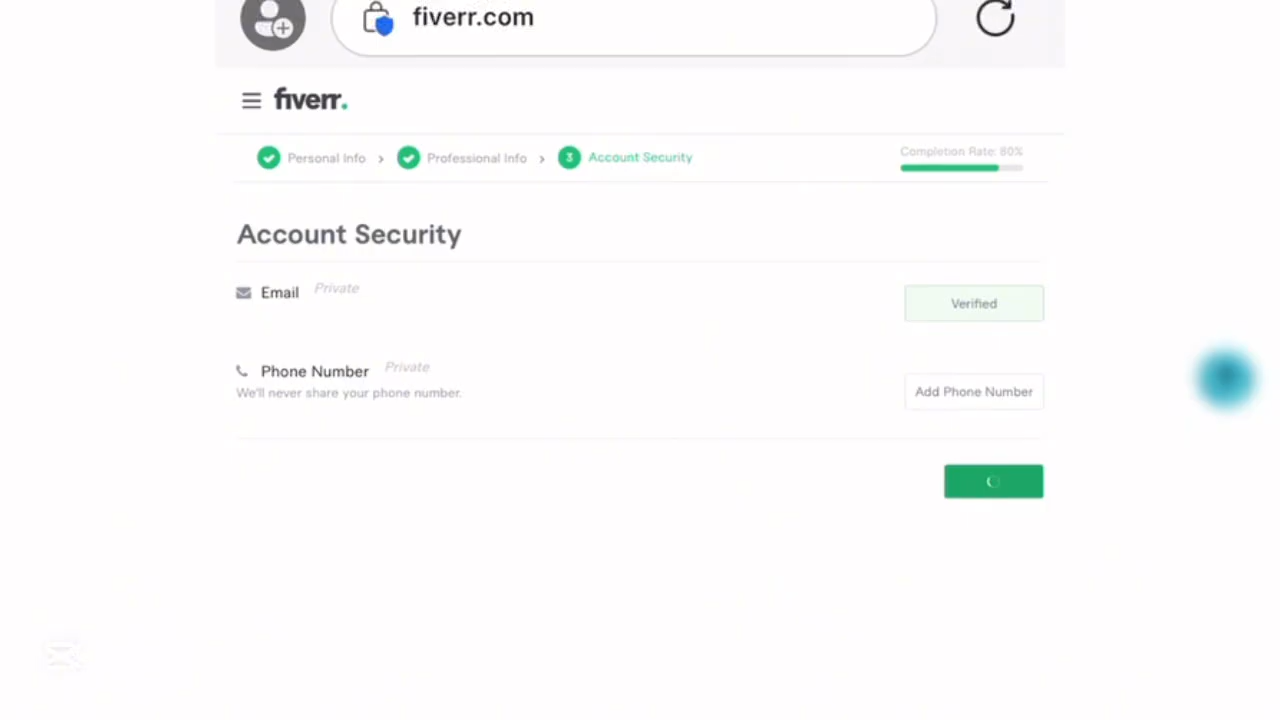 fiverr.com
fiverr.
Personal Info > Professional Info > 3 Account Security
Completion Rate: 80%
Account Security
Email Private
Verified
Phone Number Private
We'll never share your phone number.
Add Phone Number